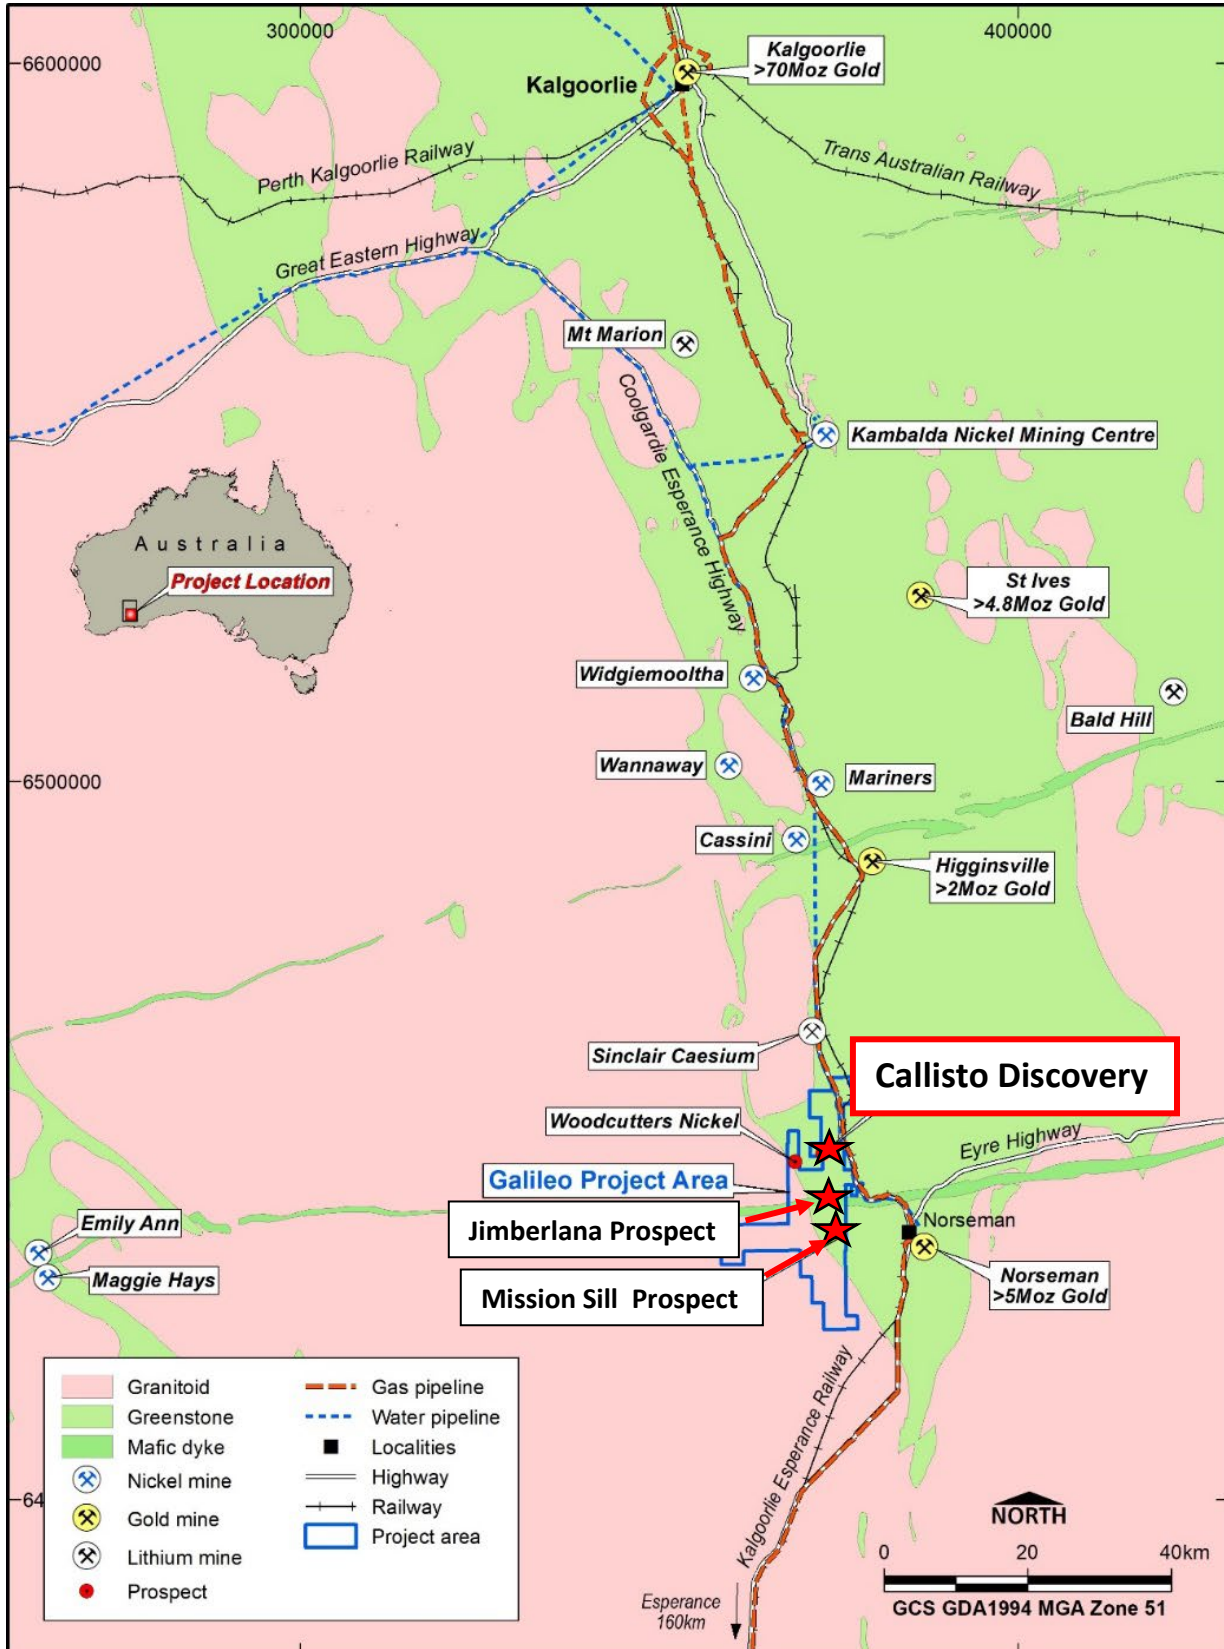 300000
400000
6600000
Kalgoorlie
>70Moz Gold
Kalgoorlie
Perth Kalgoorlie Railway
Trans Australian Railway
Great Eastern Highway
Mt Marion
Coolgardie Esperance Highway
Kambalda Nickel Mining Centre
Australia
Project Location
St Ives
>4.8Moz Gold
Widgiemooltha
Bald Hill
Wannaway
Mariners
6500000
Cassini
Higginsville
>2Moz Gold
Sinclair Caesium
Callisto Discovery
Woodcutters Nickel
Eyre Highway
Galileo Project Area
Emily Ann
Jimberlana Prospect
Norseman
Maggie Hays
Mission Sill Prospect
Norseman
>5Moz Gold
Kalgoorlie Esperance Railway
Granitoid
Greenstone
Mafic dyke
Nickel mine
Gold mine
Lithium mine
Prospect
Gas pipeline
Water pipeline
Localities
Highway
Railway
Project area
64
NORTH
0 20 40km
GCS GDA1994 MGA Zone 51
Esperance
160km